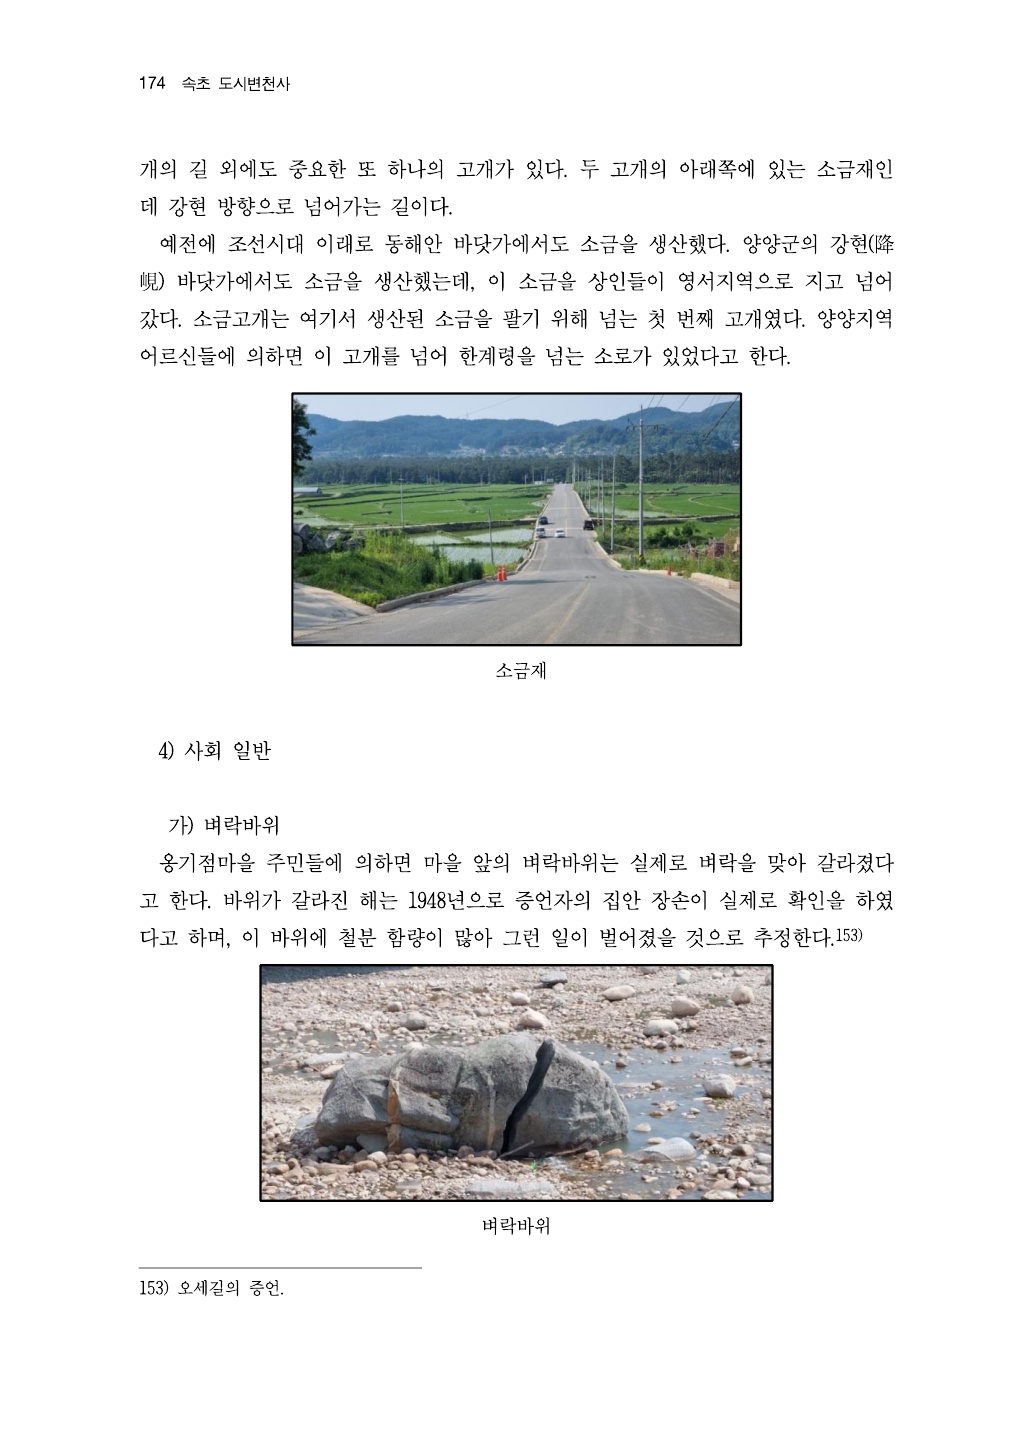 174 속초 도시변천사
개의 길 외에도 중요한 또 하나의 고개가 있다. 두 고개의 아래쪽에 있는 소금재인
데 강현 방향으로 넘어가는 길이다.
예전에 조선시대 이래로 동해안 바닷가에서도 소금을 생산했다. 양양군의 강현(降
峴) 바닷가에서도 소금을 생산했는데, 이 소금을 상인들이 영서지역으로 지고 넘어
갔다. 소금고개는 여기서 생산된 소금을 팔기 위해 넘는 첫 번째 고개였다. 양양지역
어르신들에 의하면 이 고개를 넘어 한계령을 넘는 소로가 있었다고 한다.
소금재
4) 사회 일반
가) 벼락바위
옹기점마을 주민들에 의하면 마을 앞의 벼락바위는 실제로 벼락을 맞아 갈라졌다
고 한다. 바위가 갈라진 해는 1948년으로 증언자의 집안 장손이 실제로 확인을 하였
다고 하며, 이 바위에 철분 함량이 많아 그런 일이 벌어졌을 것으로 추정한다.153)
벼락바위
153) 오세길의 증언.